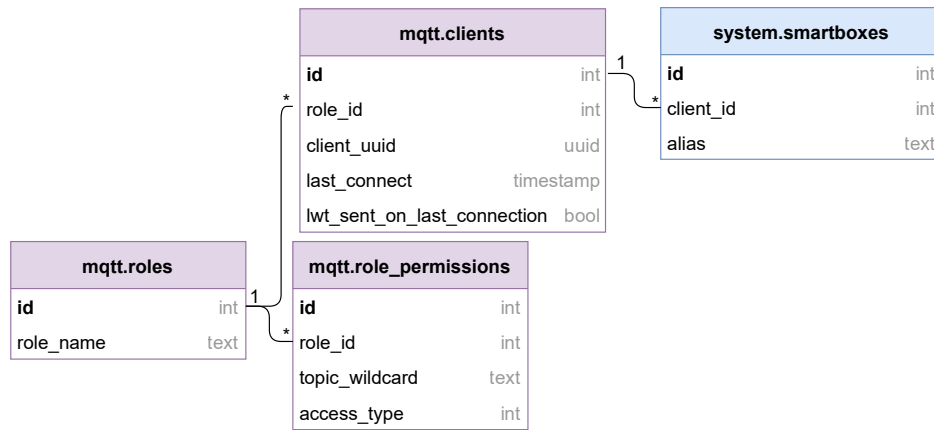 mqtt.clients
id int
role_id int
client_uuid uuid
last_connect timestamp
lwt_sent_on_last_connection bool
system.smartboxes
id int
client_id int
alias text
1
*
*
mqtt.roles
id int
role_name text
mqtt.role_permissions
id int
role_id int
topic_wildcard text
access_type int
1
*